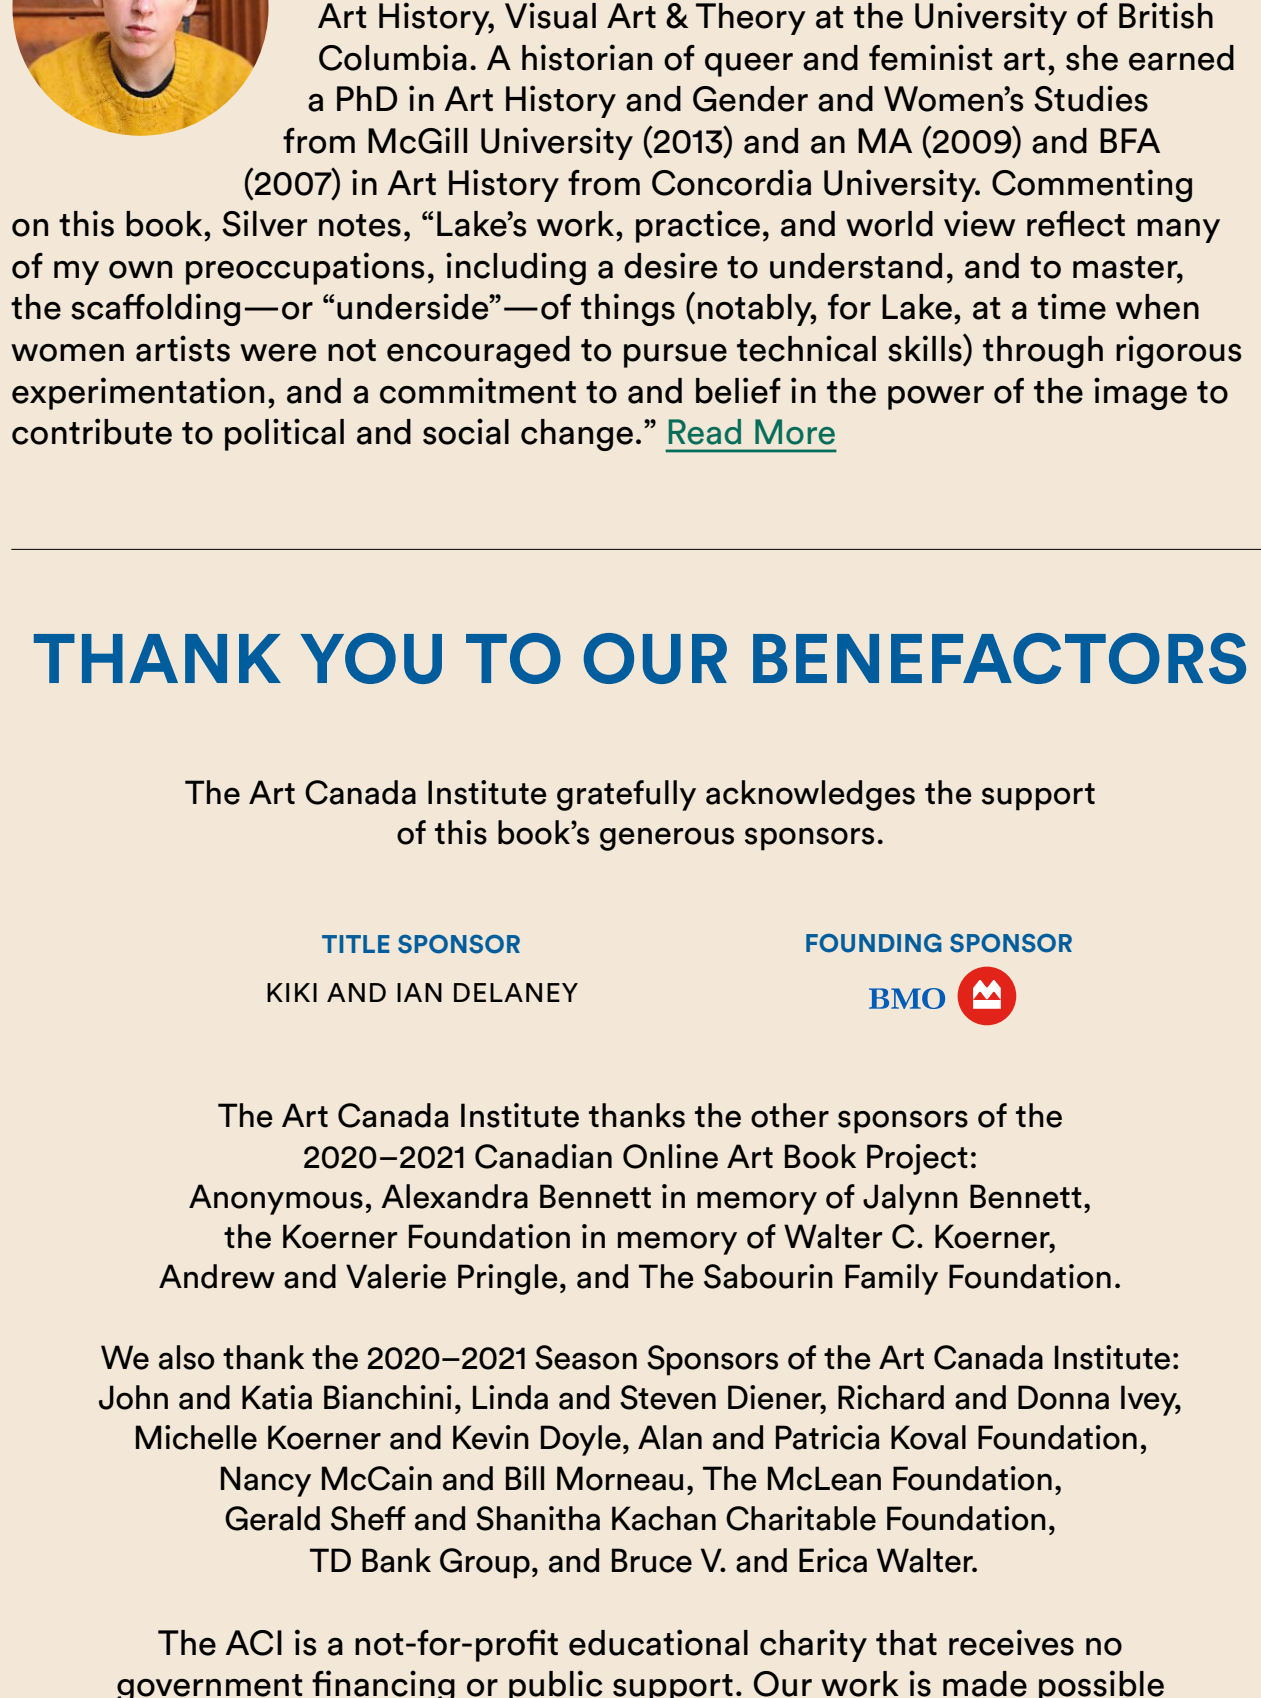 Art History, Visual Art & Theory at the University of British
Columbia. A historian of queer and feminist art, she earned
a PhD in Art History and Gender and Women’s Studies
from McGill University (2013) and an MA (2009) and BFA
(2007) in Art History from Concordia University. Commenting
on this book, Silver notes, “Lake’s work, practice, and world view reflect many
of my own preoccupations, including a desire to understand, and to master,
the scaffolding—or “underside”—of things (notably, for Lake, at a time when
women artists were not encouraged to pursue technical skills) through rigorous
experimentation, and a commitment to and belief in the power of the image to
contribute to political and social change.” Read More
THANK YOU TO OUR BENEFACTORS
The Art Canada Institute gratefully acknowledges the support
of this book’s generous sponsors.
TITLE SPONSOR
KIKI AND IAN DELANEY
FOUNDING SPONSOR
BMO
The Art Canada Institute thanks the other sponsors of the
2020–2021 Canadian Online Art Book Project:
Anonymous, Alexandra Bennett in memory of Jalynn Bennett,
the Koerner Foundation in memory of Walter C. Koerner,
Andrew and Valerie Pringle, and The Sabourin Family Foundation.
We also thank the 2020–2021 Season Sponsors of the Art Canada Institute:
John and Katia Bianchini, Linda and Steven Diener, Richard and Donna Ivey,
Michelle Koerner and Kevin Doyle, Alan and Patricia Koval Foundation,
Nancy McCain and Bill Morneau, The McLean Foundation,
Gerald Sheff and Shanitha Kachan Charitable Foundation,
TD Bank Group, and Bruce V. and Erica Walter.
The ACI is a not-for-profit educational charity that receives no
government financing or public support. Our work is made possible